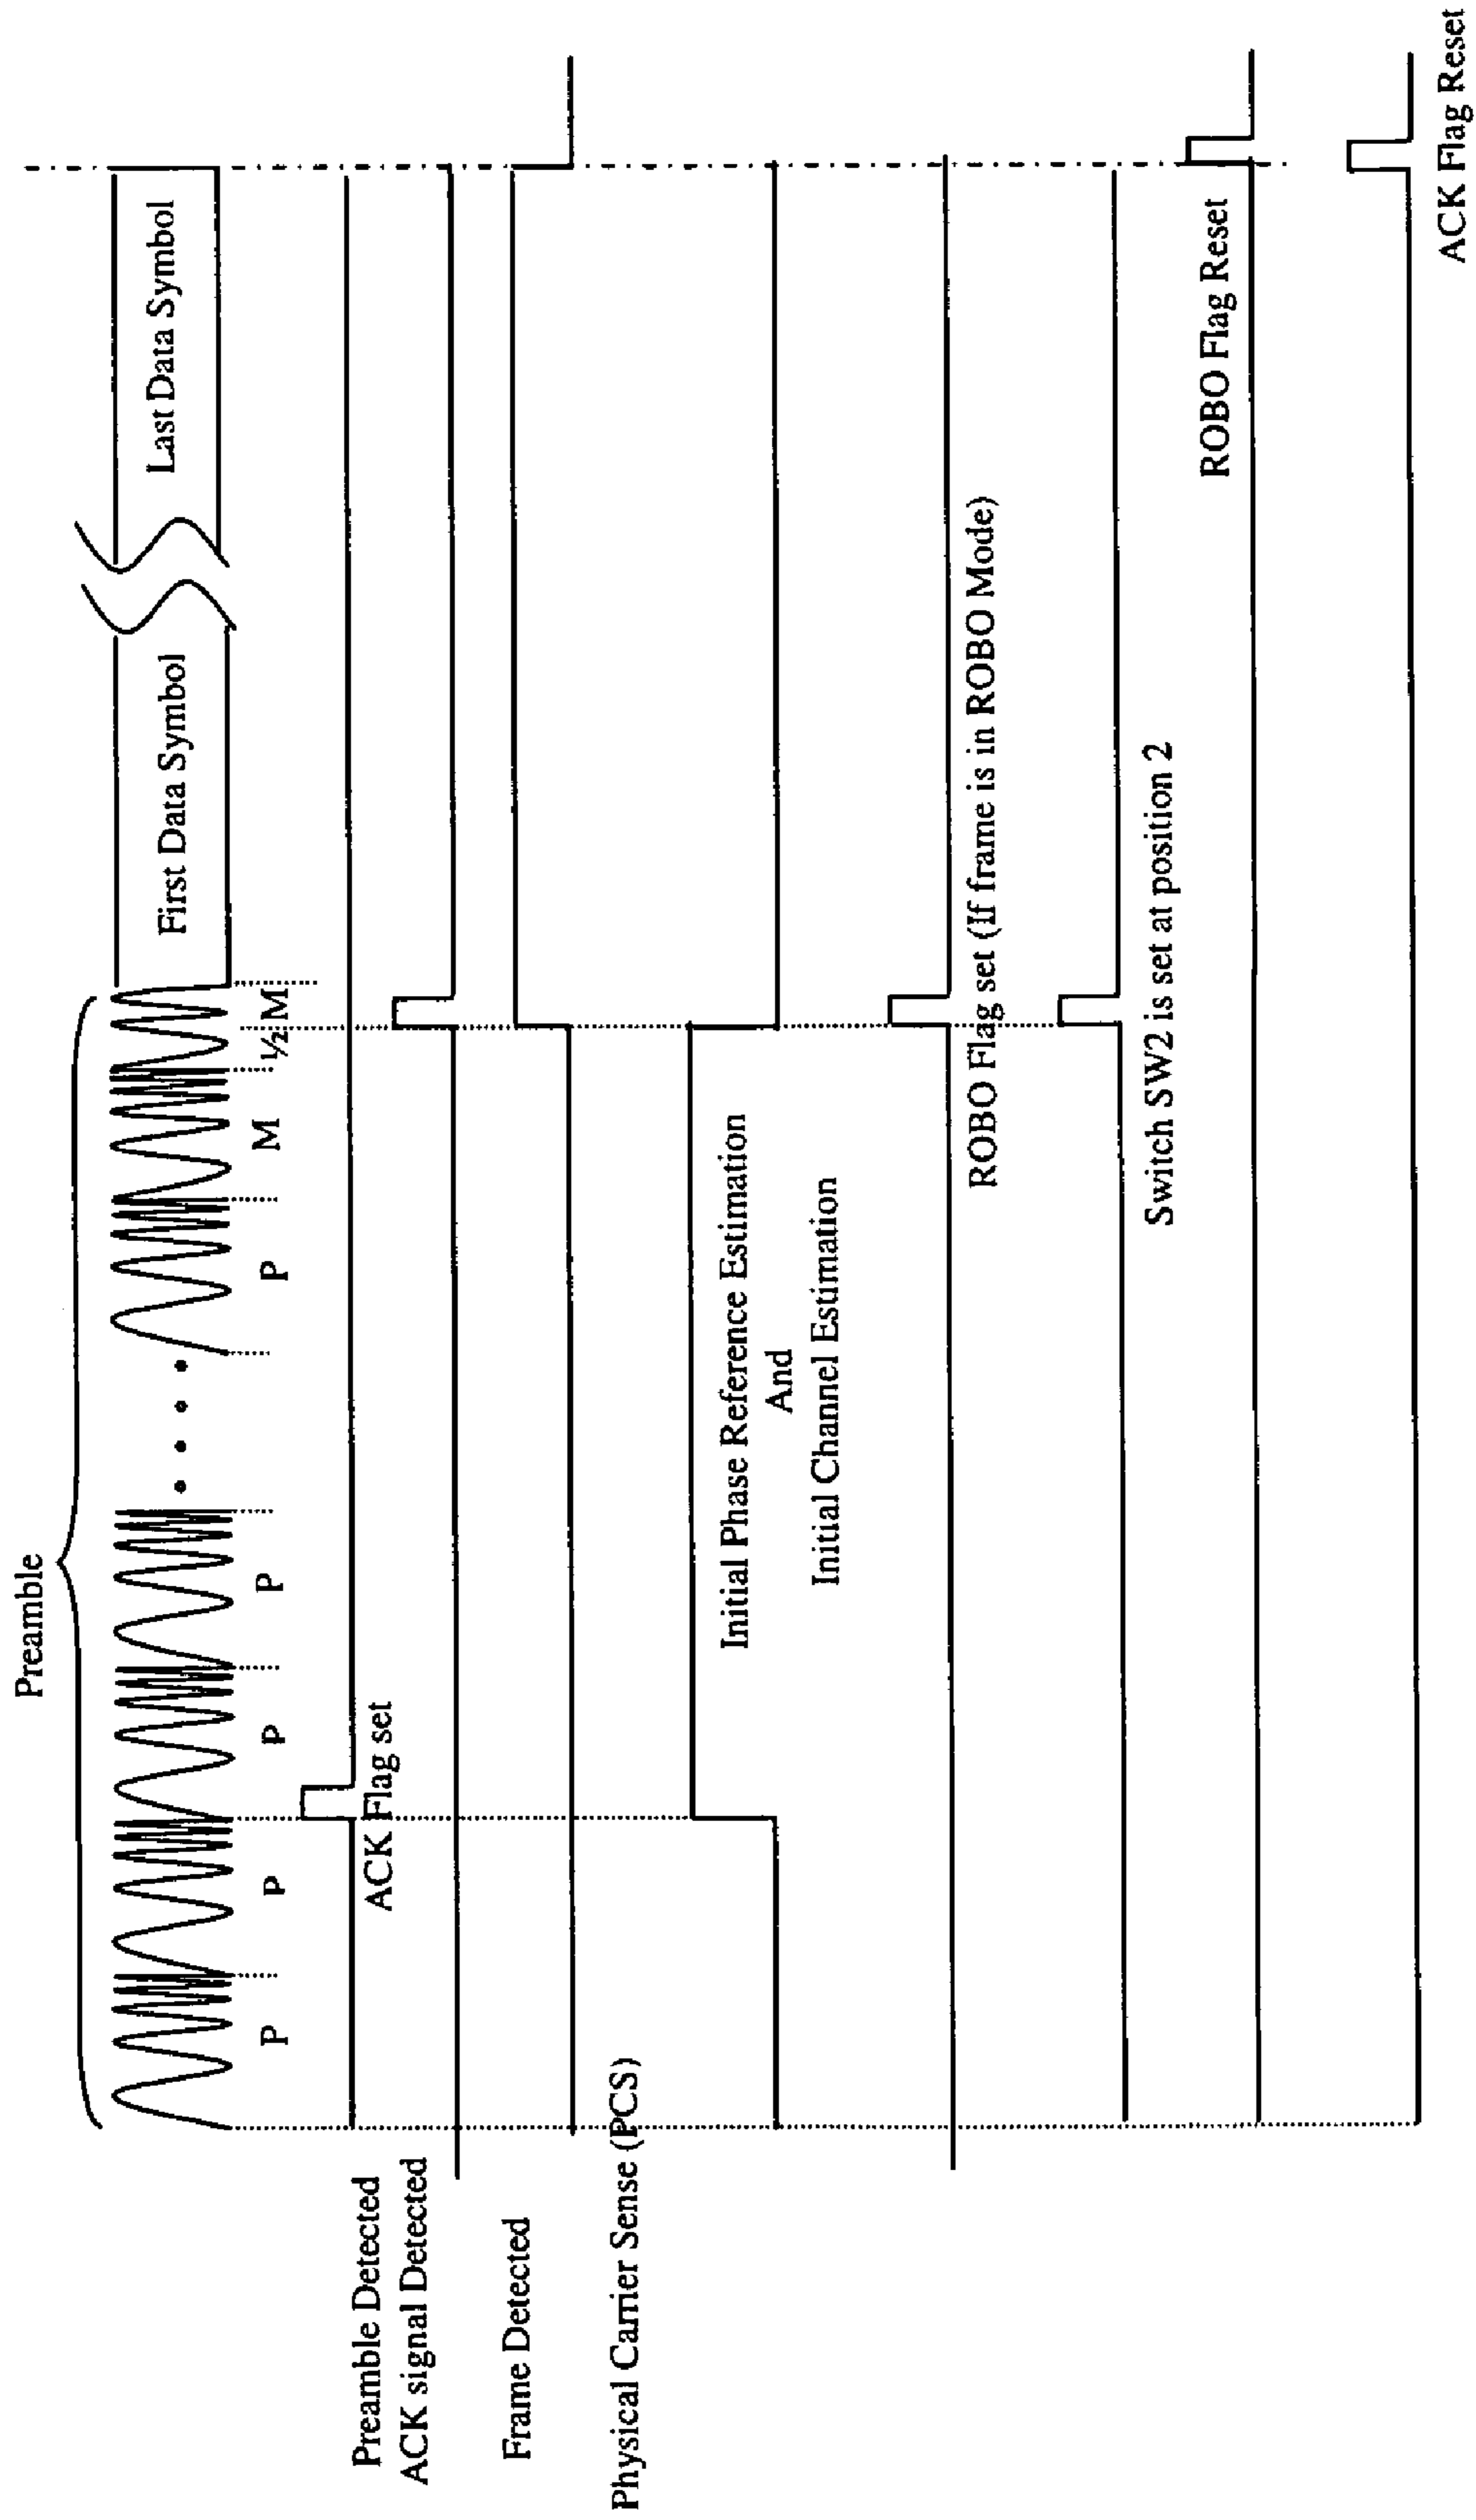 Preamble
First Data Symbol
Last Data Symbol
P
P
P
P
P
M
½ M
Preamble Detected
ACK signal Detected
ACK Flag set
Frame Detected
Physical Carrier Sense (PCS)
Initial Phase Reference Estimation
And
Initial Channel Estimation
ROBO Flag set (If frame is in ROBO Mode)
Switch SW2 is set at position 2
ROBO Flag Reset
ACK Flag Reset